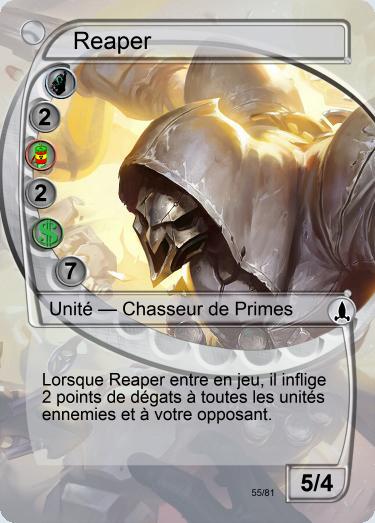 Reaper
2
2
$
7
Unité — Chasseur de Primes
Lorsque Reaper entre en jeu, il inflige
2 points de dégats à toutes les unités
ennemies et à votre opposant.
55/81
5/4